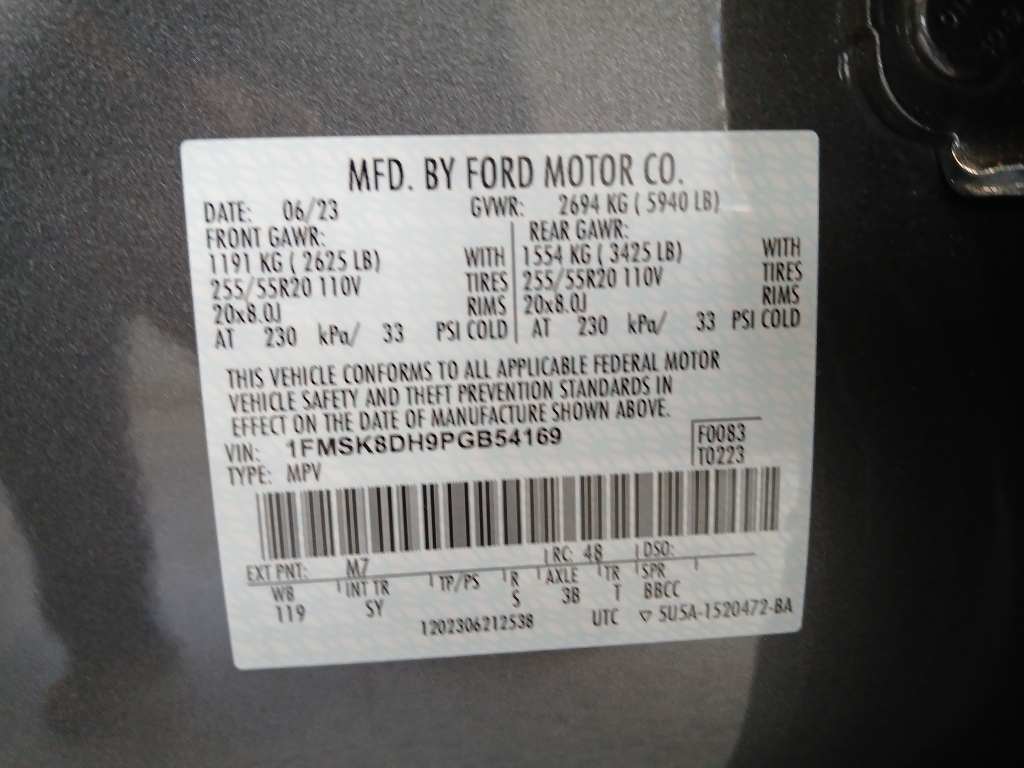 MFD. BY FORD MOTOR CO.
DATE: 06/23 GVWR: 2694 KG ( 5940 LB)
FRONT GAWR: REAR GAWR:
1191 KG ( 2625 LB) WITH 1554 KG ( 3425 LB) WITH
255/55R20 110V TIRES 255/55R20 110V TIRES
20x8.0J RIMS 20x8.0J RIMS
AT 230 kPa/ 33 PSI COLD AT 230 kPa/ 33 PSI COLD
THIS VEHICLE CONFORMS TO ALL APPLICABLE FEDERAL MOTOR
VEHICLE SAFETY AND THEFT PREVENTION STANDARDS IN
EFFECT ON THE DATE OF MANUFACTURE SHOWN ABOVE.
VIN: 1FMSK8DH9PGB54169 F0083
TYPE: MPV T0223
EXT PNT: M7 RC: 48 DSO:
WB INT TR TP/PS R AXLE TR SPR
119 SY S 3B T BBCC
1202306212538 UTC ▽ 5U5A-1520472-BA